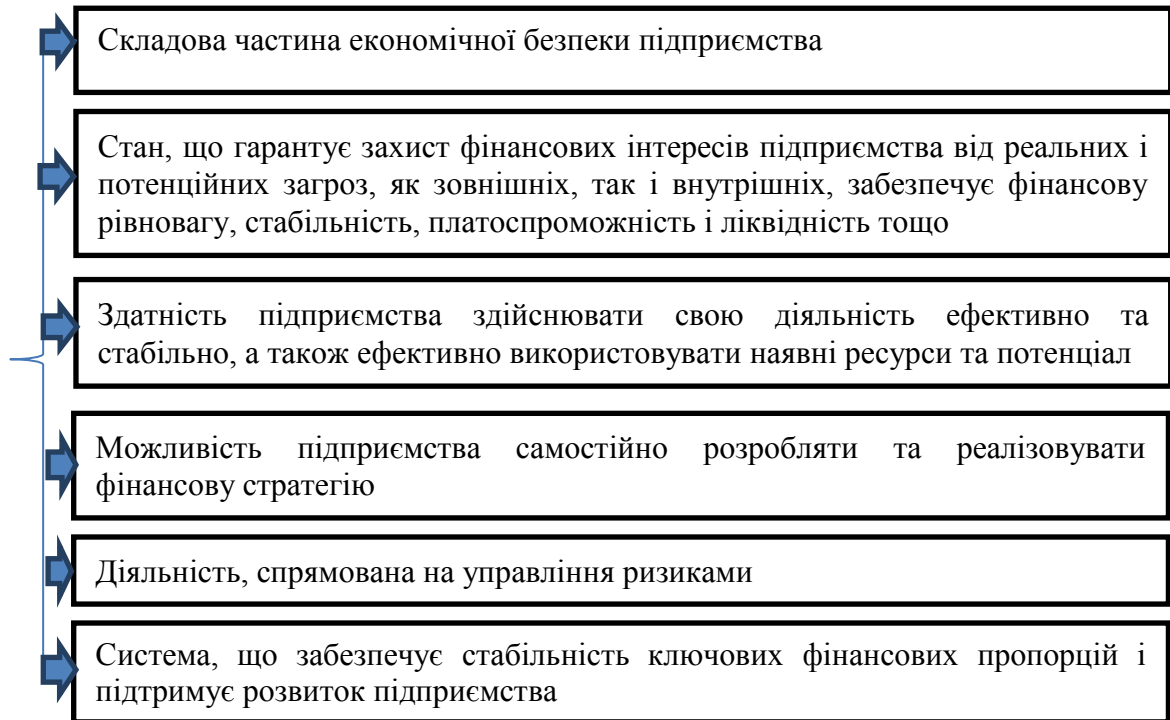 Складова частина економічної безпеки підприємства
Стан, що гарантує захист фінансових інтересів підприємства від реальних і
потенційних загроз, як зовнішніх, так і внутрішніх, забезпечує фінансову
рівновагу, стабільність, платоспроможність і ліквідність тощо
Здатність підприємства здійснювати свою діяльність ефективно та
стабільно, а також ефективно використовувати наявні ресурси та потенціал
Можливість підприємства самостійно розробляти та реалізовувати
фінансову стратегію
Діяльність, спрямована на управління ризиками
Система, що забезпечує стабільність ключових фінансових пропорцій і
підтримує розвиток підприємства